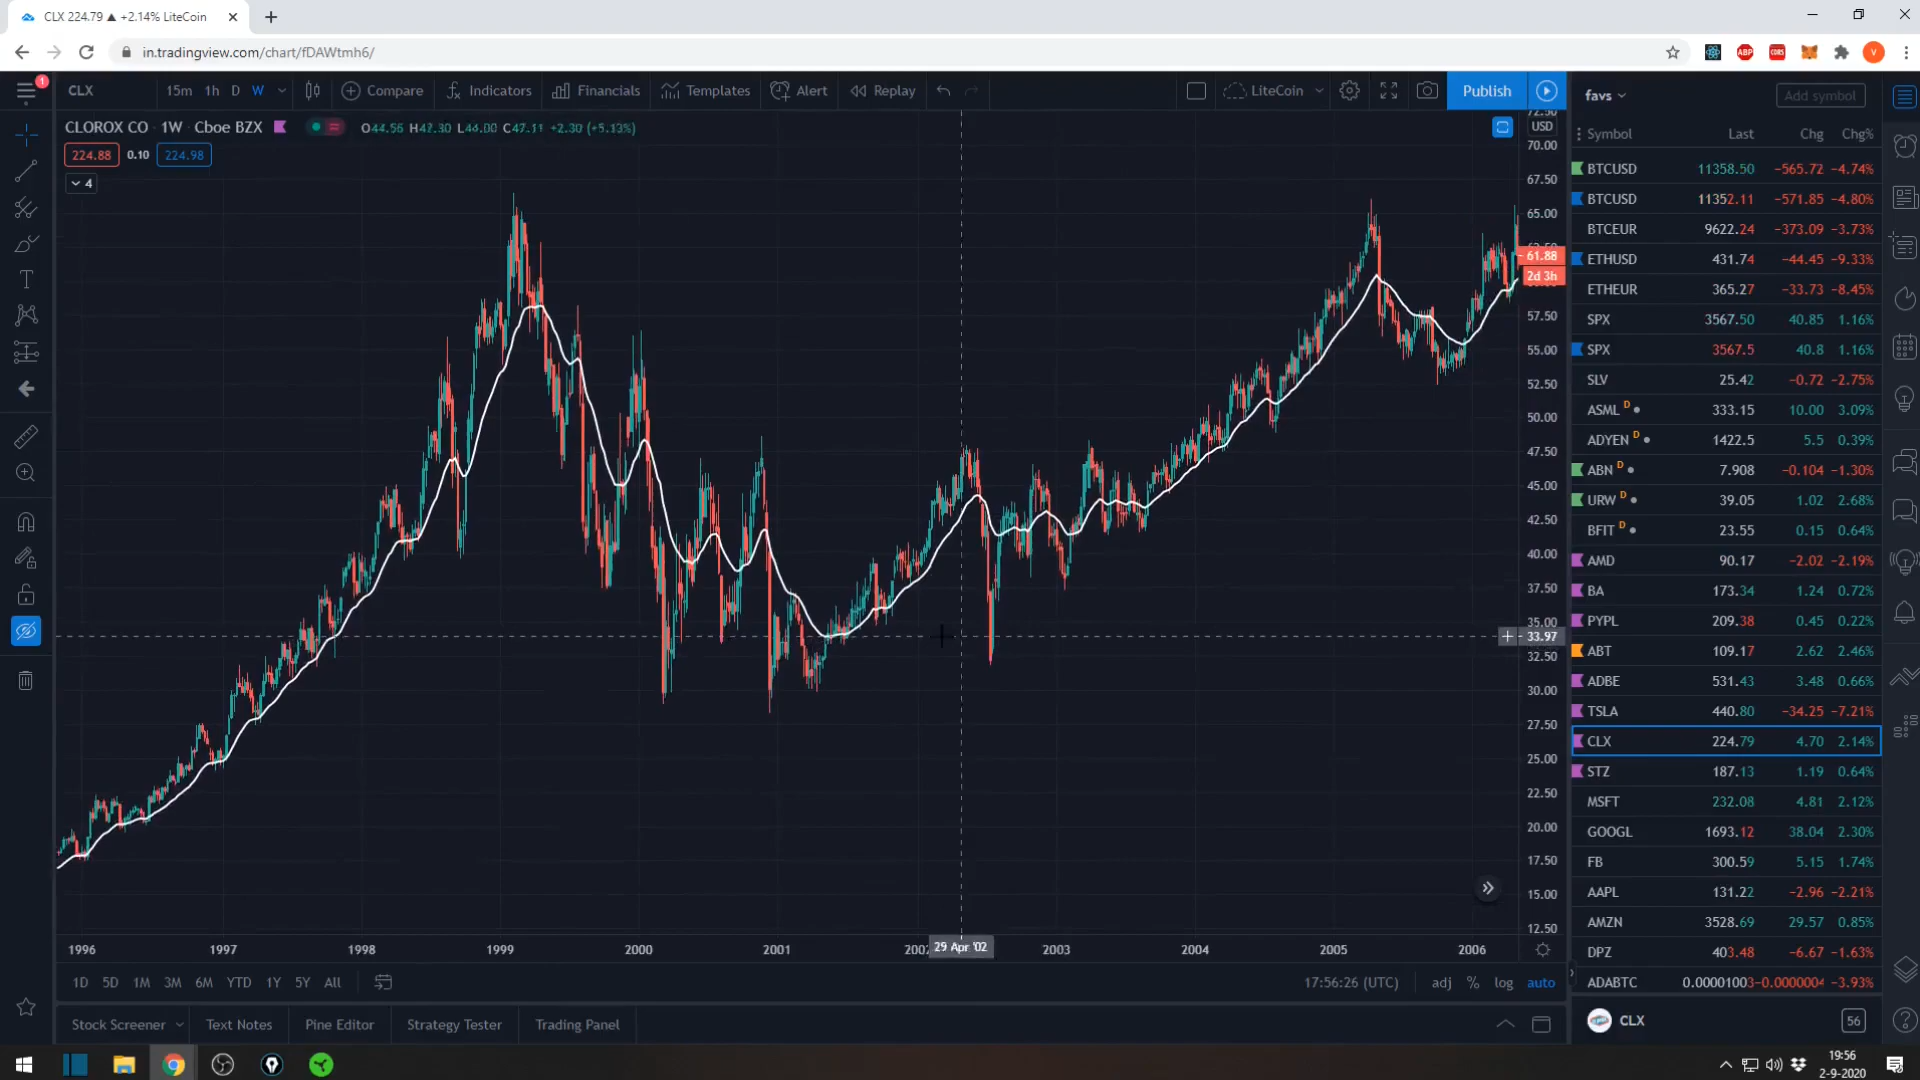 CLX 224.79 ▲ +2.14% LiteCoin
in.tradingview.com/chart/fDAWtmh6/
ABP
CORS
V
1
CLX 15m 1h D W Compare Indicators Financials Templates Alert Replay LiteCoin Publish
favs Add symbol
CLOROX CO · 1W · Cboe BZX O44.56 H47.30 L44.00 C47.11 +2.30 (+5.13%)
224.88 0.10 224.98
4
72.50
USD
70.00
67.50
65.00
62.50
61.88
2d 3h
57.50
55.00
52.50
50.00
47.50
45.00
42.50
40.00
37.50
35.00
33.97
32.50
30.00
27.50
25.00
22.50
20.00
17.50
15.00
12.50
1996 1997 1998 1999 2000 2001 2002 29 Apr '02 2003 2004 2005 2006
1D 5D 1M 3M 6M YTD 1Y 5Y All 17:56:26 (UTC) adj % log auto
Stock Screener Text Notes Pine Editor Strategy Tester Trading Panel
Symbol Last Chg Chg%
BTCUSD 11358.50 −565.72 −4.74%
BTCUSD 11352.11 −571.85 −4.80%
BTCEUR 9622.24 −373.09 −3.73%
ETHUSD 431.74 −44.45 −9.33%
ETHEUR 365.27 −33.73 −8.45%
SPX 3567.50 40.85 1.16%
SPX 3567.5 40.8 1.16%
SLV 25.42 −0.72 −2.75%
ASML D 333.15 10.00 3.09%
ADYEN D 1422.5 5.5 0.39%
ABN D 7.908 −0.104 −1.30%
URW D 39.05 1.02 2.68%
BFIT D 23.55 0.15 0.64%
AMD 90.17 −2.02 −2.19%
BA 173.34 1.24 0.72%
PYPL 209.38 0.45 0.22%
ABT 109.17 2.62 2.46%
ADBE 531.43 3.48 0.66%
TSLA 440.80 −34.25 −7.21%
CLX 224.79 4.70 2.14%
STZ 187.13 1.19 0.64%
MSFT 232.08 4.81 2.12%
GOOGL 1693.12 38.04 2.30%
FB 300.59 5.15 1.74%
AAPL 131.22 −2.96 −2.21%
AMZN 3528.69 29.57 0.85%
DPZ 403.48 −6.67 −1.63%
ADABTC 0.00001003 −0.0000004 −3.93%
CLX 56
19:56
2-9-2020